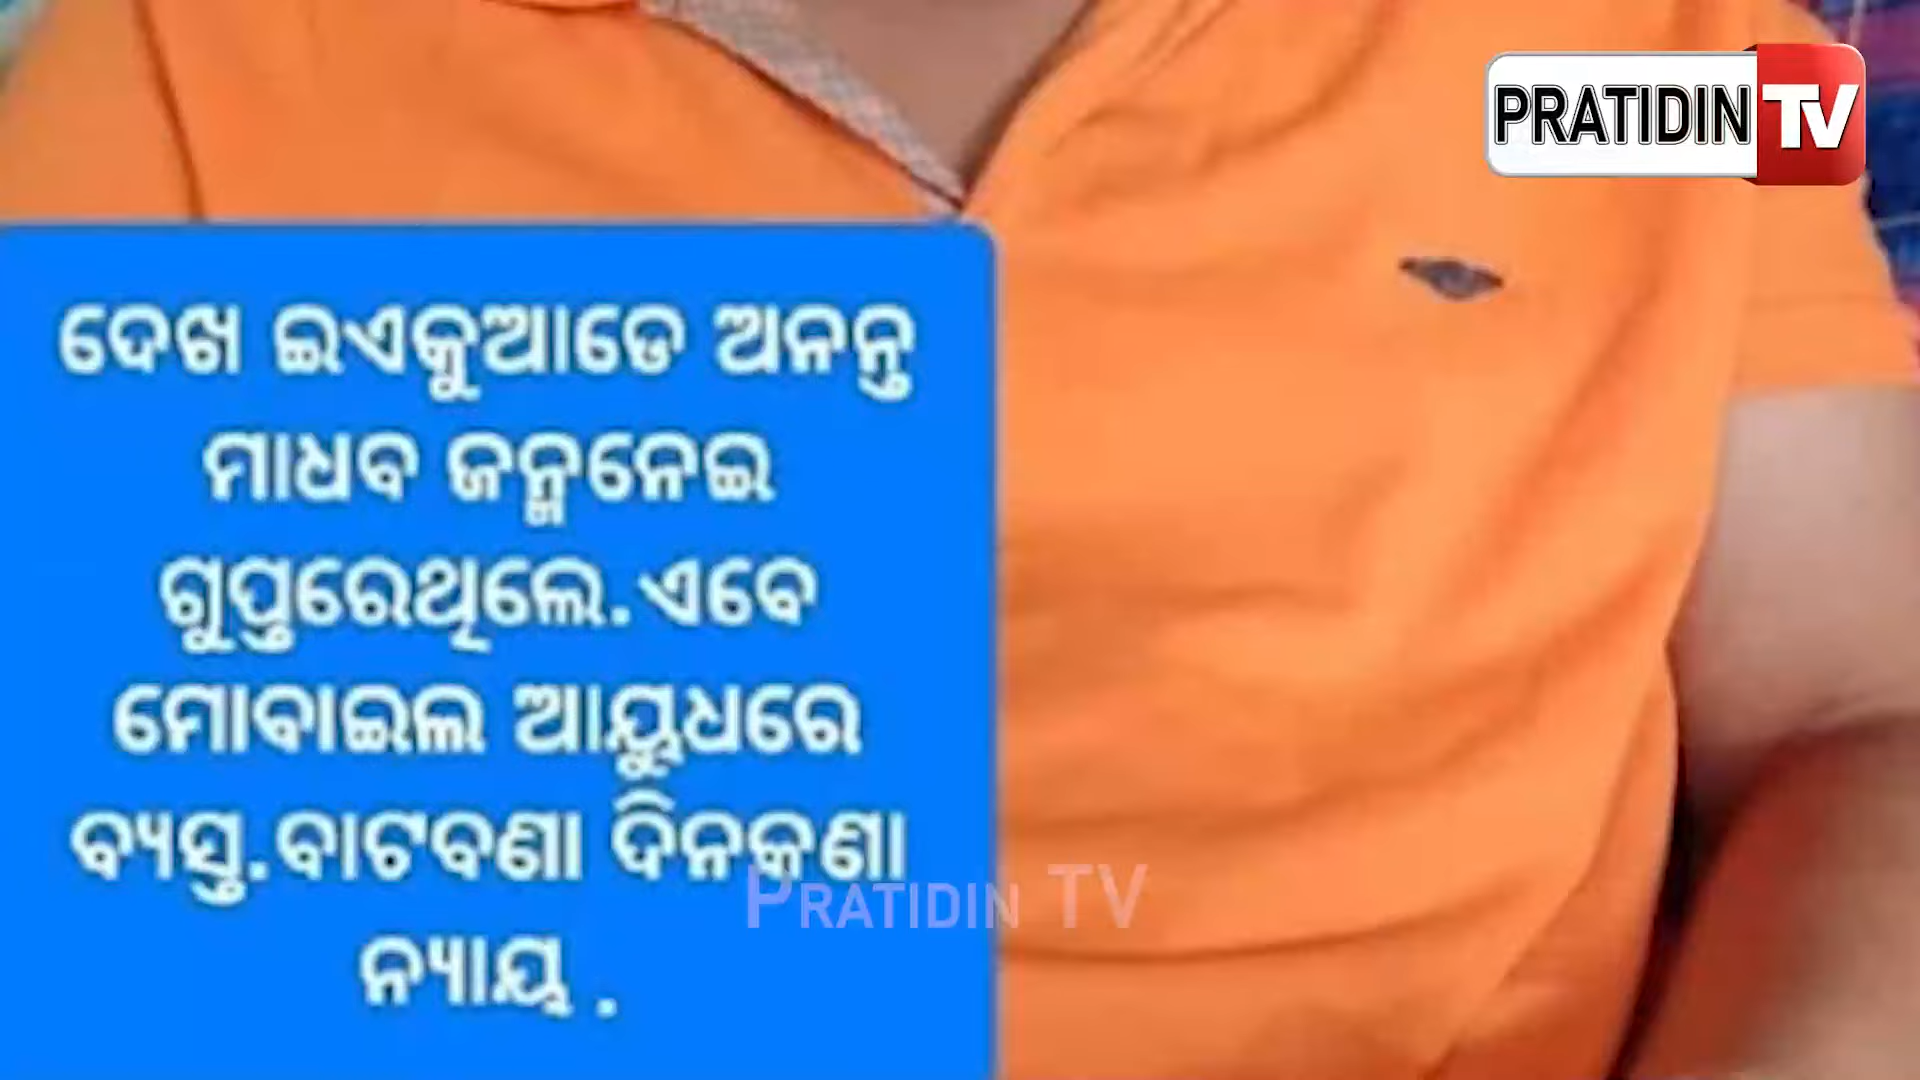 PRATIDIN TV
ଦେଖ ଇଏକୁଆଡେ ଅନନ୍ତ
ମାଧବ ଜନ୍ମନେଇ
ଗୁପ୍ତରେଥିଲେ.ଏବେ
ମୋବାଇଲ ଆୟୁଧରେ
ବ୍ୟସ୍ତ.ବାଟବଣା ଦିନକଣା
ନ୍ୟାୟ .
PRATIDIN TV